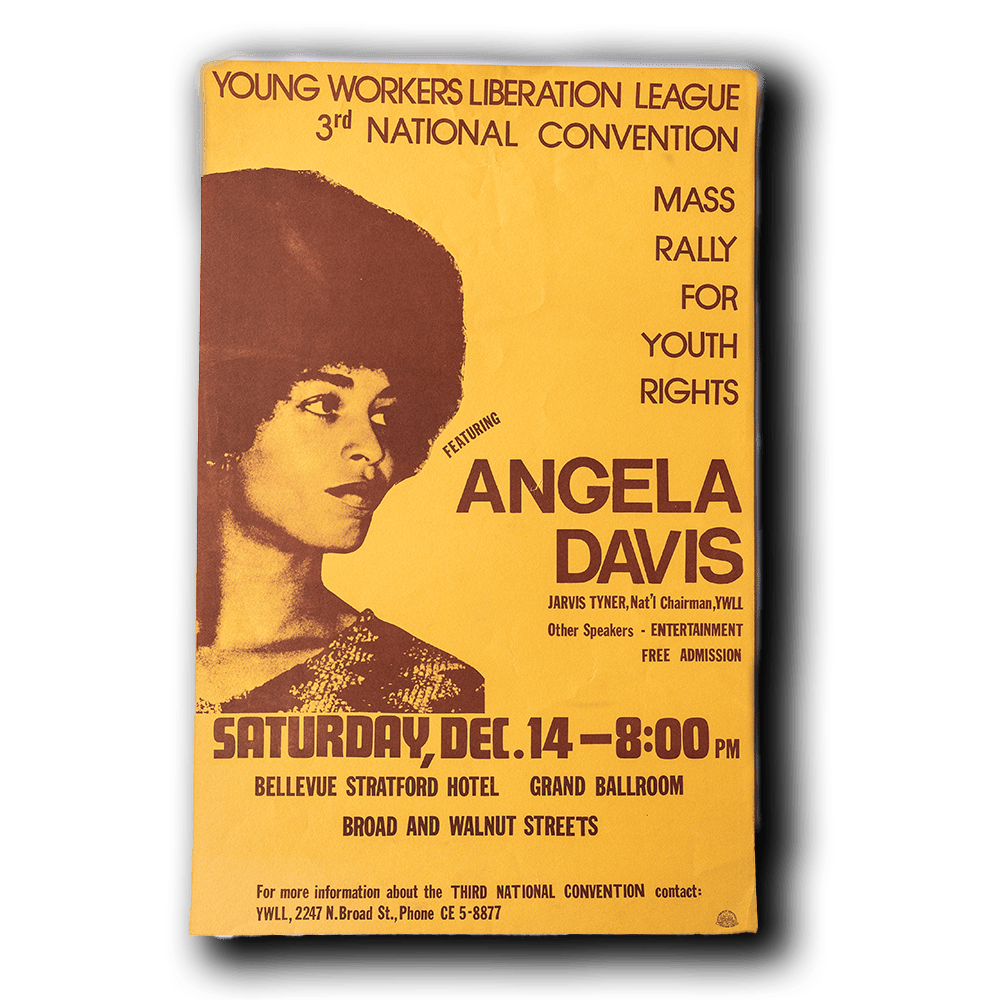 YOUNG WORKERS LIBERATION LEAGUE
3rd NATIONAL CONVENTION
MASS
RALLY
FOR
YOUTH
RIGHTS
FEATURING
ANGELA
DAVIS
JARVIS TYNER, Nat'l Chairman, YWLL
Other Speakers - ENTERTAINMENT
FREE ADMISSION
SATURDAY, DEC. 14 — 8:00 PM
BELLEVUE STRATFORD HOTEL GRAND BALLROOM
BROAD AND WALNUT STREETS
For more information about the THIRD NATIONAL CONVENTION contact:
YWLL, 2247 N. Broad St., Phone CE 5-8877